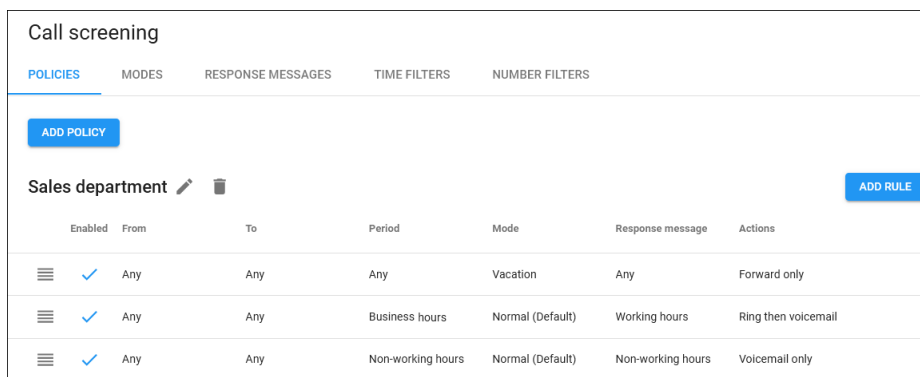 Call screening
POLICIES MODES RESPONSE MESSAGES TIME FILTERS NUMBER FILTERS
ADD POLICY
Sales department ADD RULE
Enabled From To Period Mode Response message Actions
Any Any Any Vacation Any Forward only
Any Any Business hours Normal (Default) Working hours Ring then voicemail
Any Any Non-working hours Normal (Default) Non-working hours Voicemail only